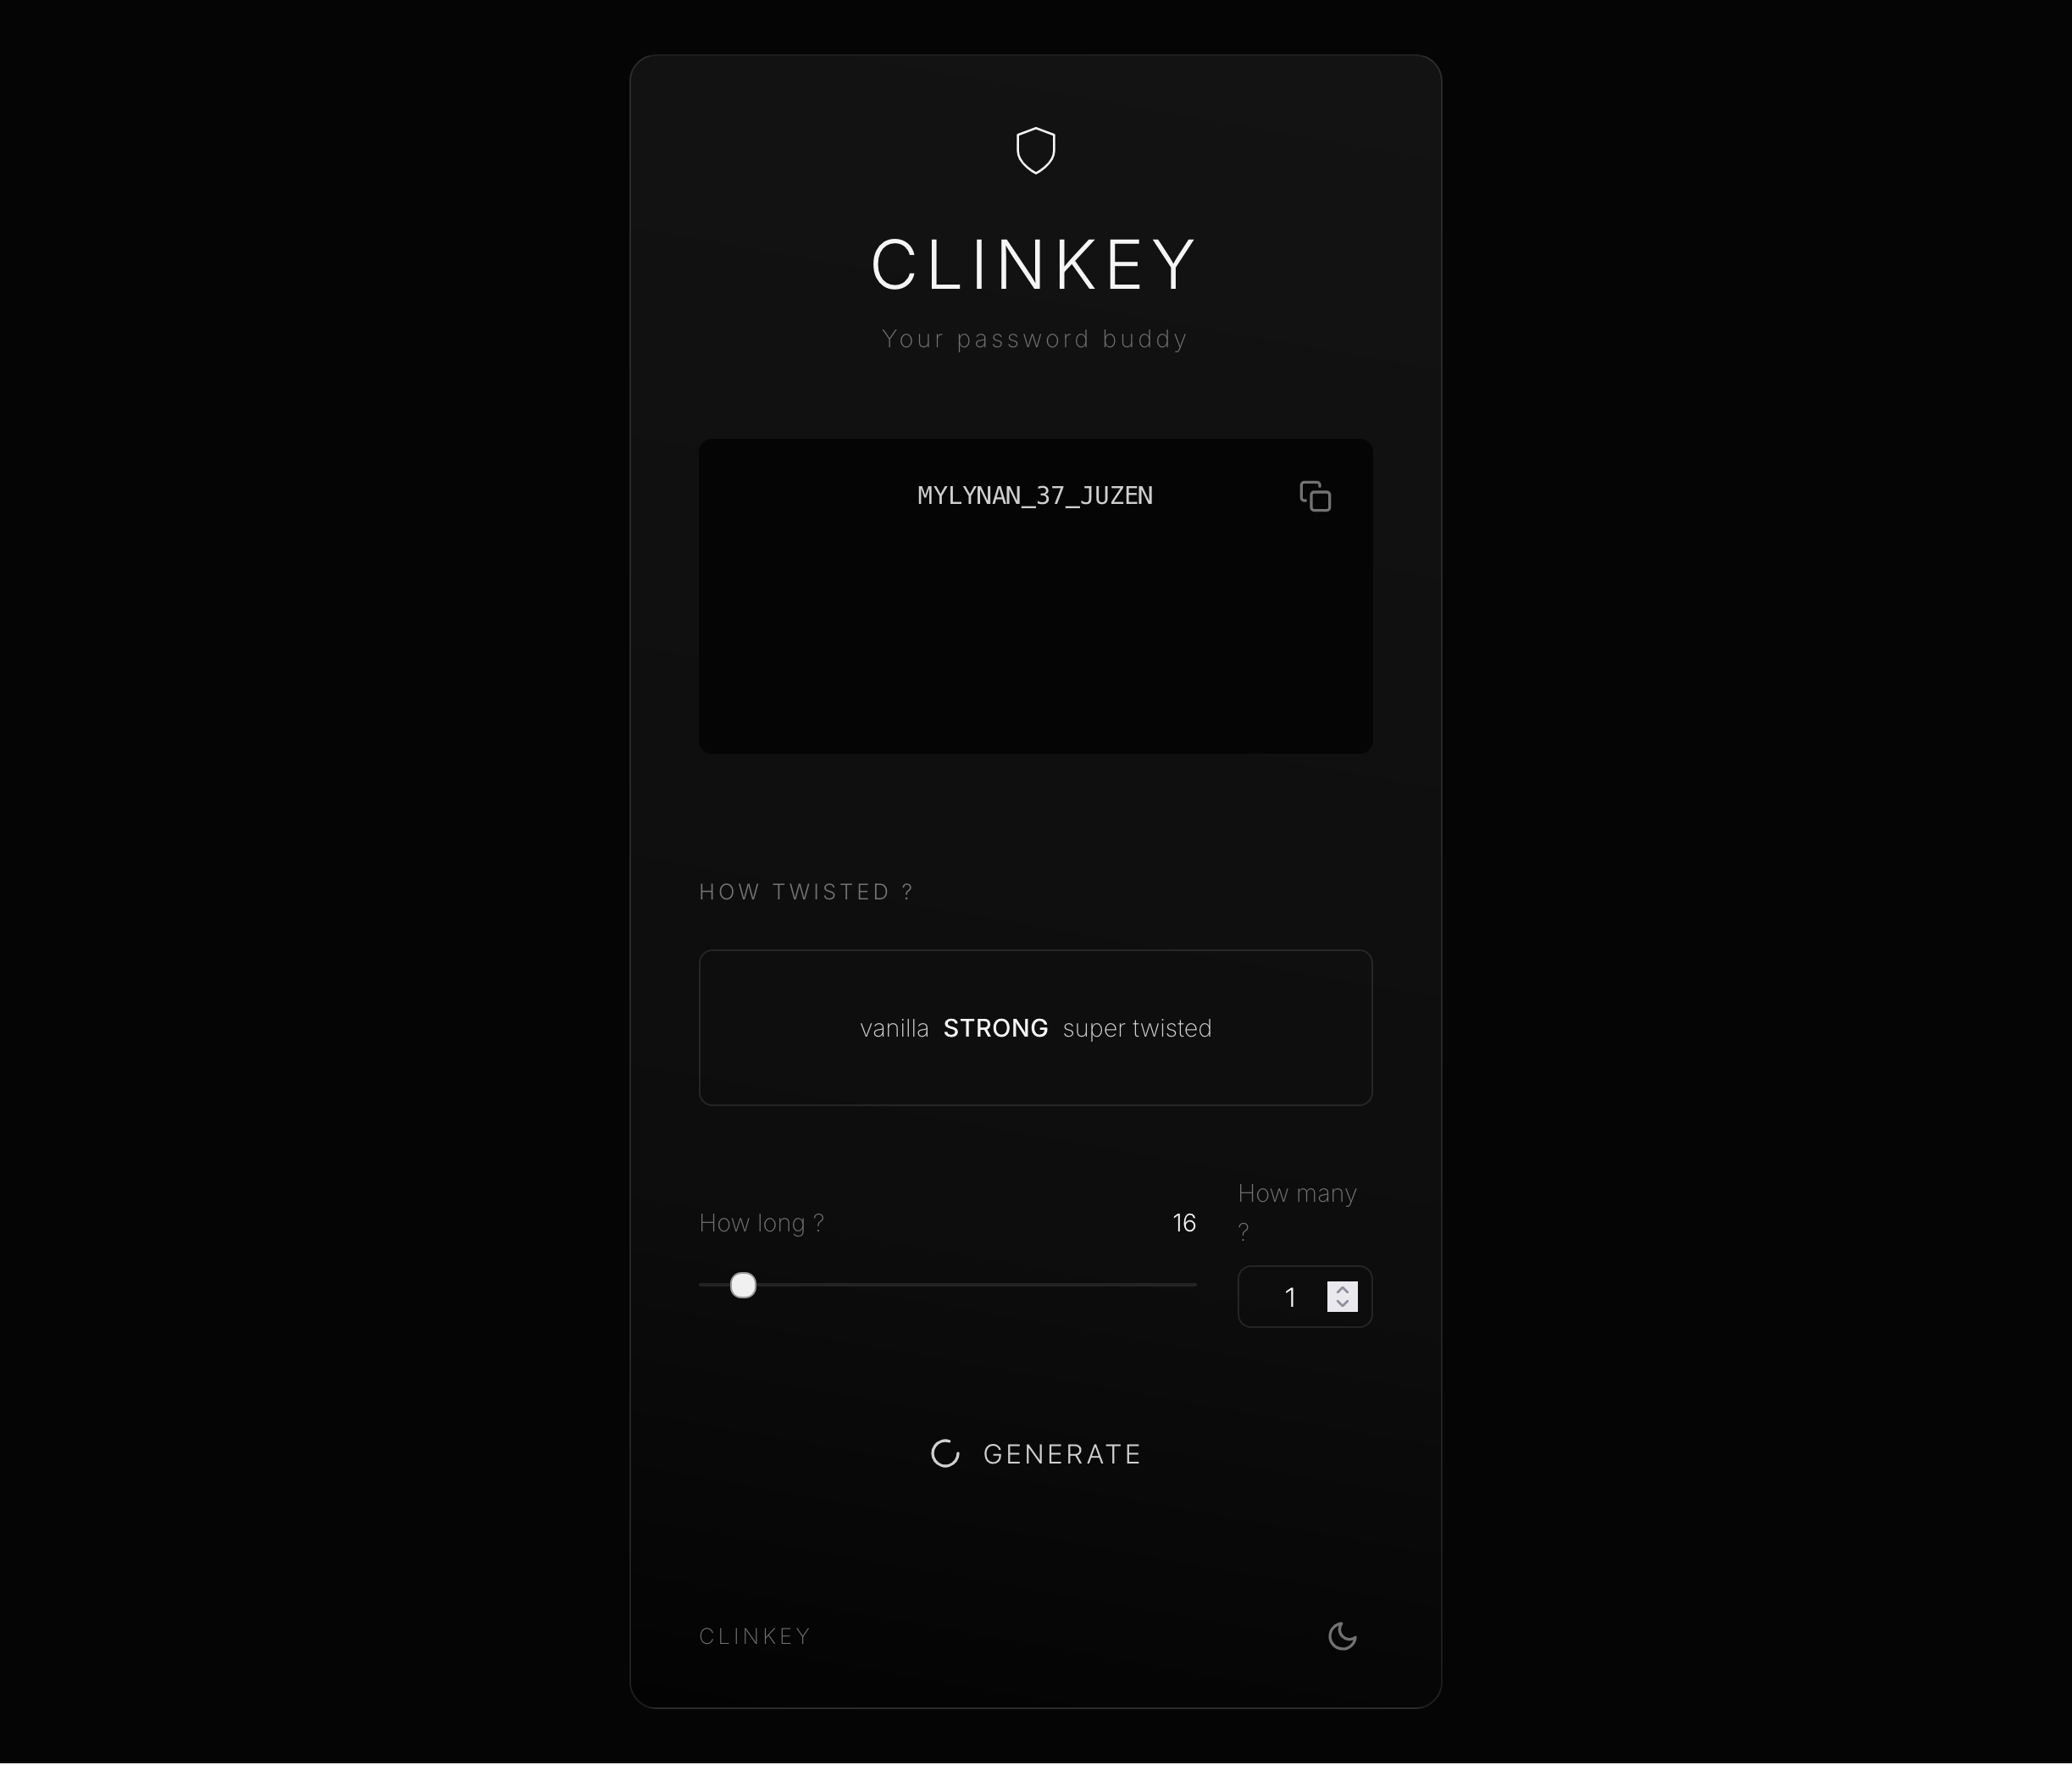 CLINKEY
Your password buddy
MYLYNAN_37_JUZEN
HOW TWISTED ?
vanilla STRONG super twisted
How long ? 16
How many
?
1
GENERATE
CLINKEY